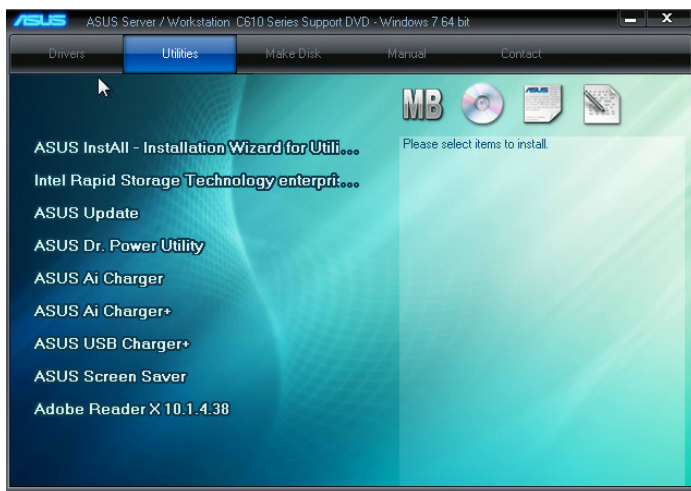 ASUS ASUS Server / Workstation C610 Series Support DVD - Windows 7 64 bit
Drivers Utilities Make Disk Manual Contact
MB
ASUS
ASUS InstAll - Installation Wizard for Utili...
Please select items to install.
Intel Rapid Storage Technology enterpri...
ASUS Update
ASUS Dr. Power Utility
ASUS Ai Charger
ASUS Ai Charger+
ASUS USB Charger+
ASUS Screen Saver
Adobe Reader X 10.1.4.38